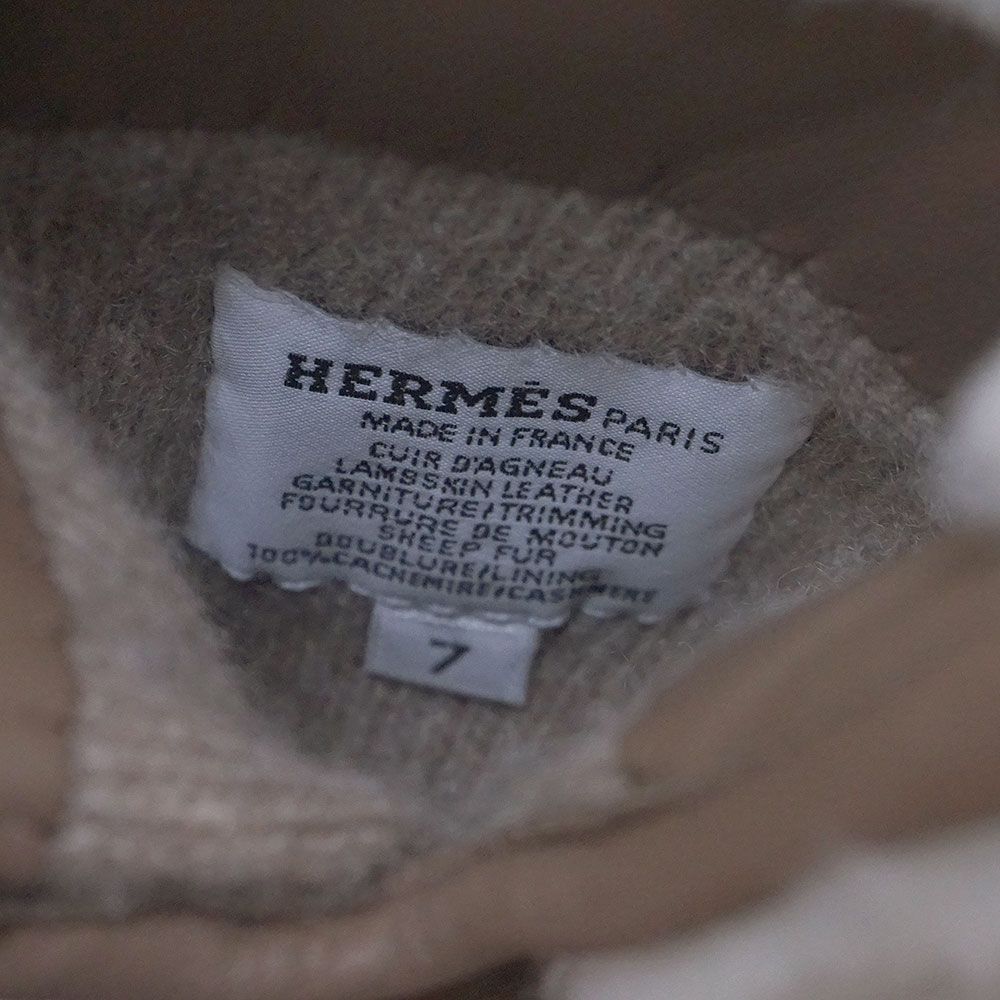 HERMÈS PARIS
MADE IN FRANCE
CUIR D'AGNEAU
LAMBSKIN LEATHER
GARNITURE/TRIMMING
FOURRURE DE MOUTON
SHEEP FUR
DOUBLURE/LINING
100% CACHEMIRE/CASHMERE
7